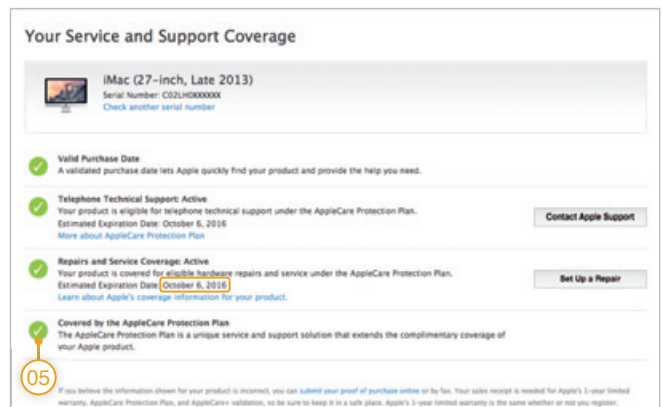 Your Service and Support Coverage
iMac (27-inch, Late 2013)
Serial Number: C02LH0XXXXXX
Check another serial number
Valid Purchase Date
A validated purchase date lets Apple quickly find your product and provide the help you need.
Telephone Technical Support: Active
Your product is eligible for telephone technical support under the AppleCare Protection Plan.
Estimated Expiration Date: October 6, 2016
More about AppleCare Protection Plan
Contact Apple Support
Repairs and Service Coverage: Active
Your product is covered for eligible hardware repairs and service under the AppleCare Protection Plan.
Estimated Expiration Date: October 6, 2016
Learn about Apple's coverage information for your product.
Set Up a Repair
Covered by the AppleCare Protection Plan
The AppleCare Protection Plan is a unique service and support solution that extends the complimentary coverage of
your Apple product.
05
If you believe the information shown for your product is incorrect, you can submit your proof of purchase online or by fax. Your sales receipt is needed for Apple's 1-year limited
warranty, AppleCare Protection Plan, and AppleCare+ validation, so be sure to keep it in a safe place. Apple's 1-year limited warranty is the same whether or not you register.